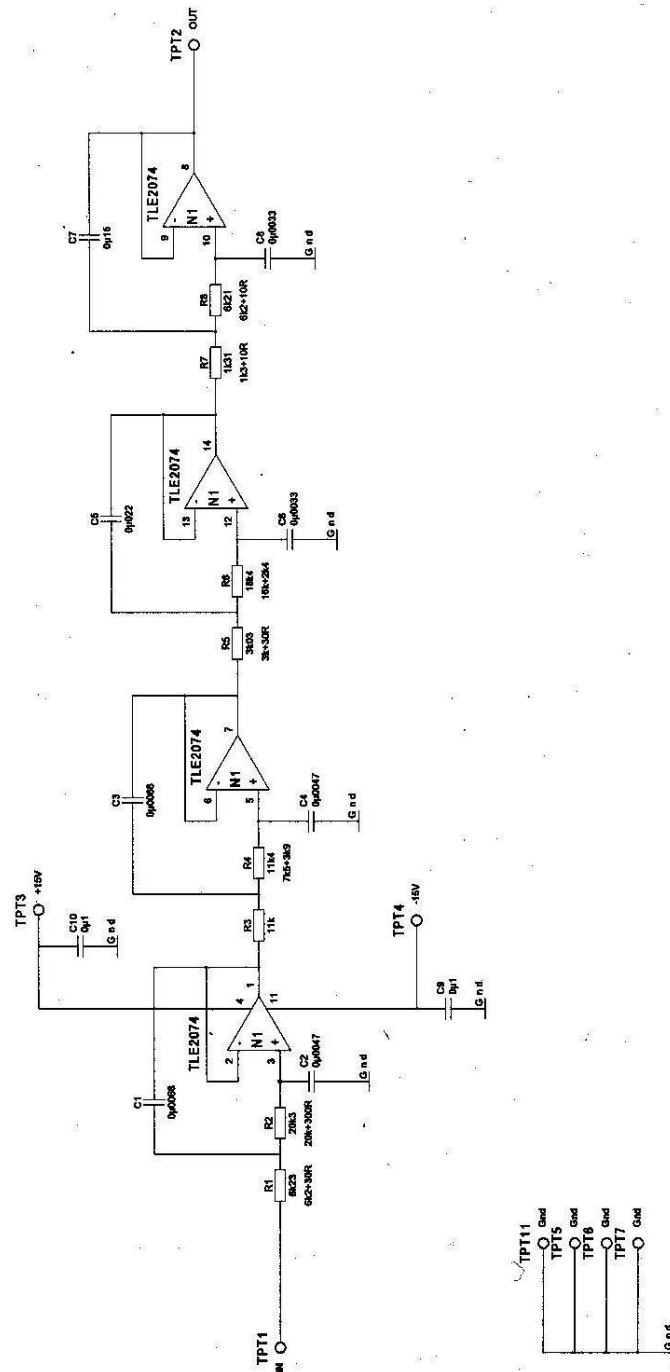 TPT1
IN
R1
6k23
6k2+30R
R2
20k3
20k+300R
C1
0µ0068
C2
0µ0047
Gnd
TLE2074
N1
2
-
3
+
4
11
1
TPT3
+15V
C10
0µ1
Gnd
TPT4
-15V
C9
0µ1
Gnd
R3
11k
R4
11k4
7k5+3k9
C3
0µ0068
C4
0µ0047
Gnd
TLE2074
N1
6
-
5
+
7
R5
3k03
3k+30R
R6
18k4
16k+2k4
C5
0µ022
C6
0µ0033
Gnd
TLE2074
N1
13
-
12
+
14
R7
1k31
1k3+10R
R8
6k21
6k2+10R
C7
0µ15
C8
0µ0033
Gnd
TLE2074
N1
9
-
10
+
8
TPT2
OUT
TPT11
Gnd
TPT5
Gnd
TPT6
Gnd
TPT7
Gnd
Gnd